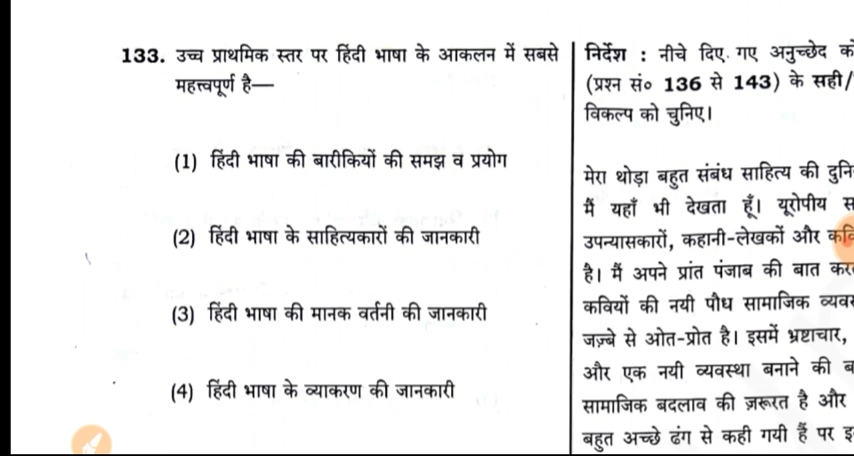 133. उच्च प्राथमिक स्तर पर हिंदी भाषा के आकलन में सबसे
महत्त्वपूर्ण है—
(1) हिंदी भाषा की बारीकियों की समझ व प्रयोग
(2) हिंदी भाषा के साहित्यकारों की जानकारी
(3) हिंदी भाषा की मानक वर्तनी की जानकारी
(4) हिंदी भाषा के व्याकरण की जानकारी
निर्देश : नीचे दिए गए अनुच्छेद
(प्रश्न सं० 136 से 143) के सही/
विकल्प को चुनिए।
मेरा थोड़ा बहुत संबंध साहित्य की
मैं यहाँ भी देखता हूँ। यूरोपीय
उपन्यासकारों, कहानी-लेखकों और
है। मैं अपने प्रांत पंजाब की बात
कवियों की नयी पौध सामाजिक
जज़्बे से ओत-प्रोत है। इसमें भ्रष्टाचार,
और एक नयी व्यवस्था बनाने की
सामाजिक बदलाव की ज़रूरत है और
बहुत अच्छे ढंग से कही गयी हैं पर